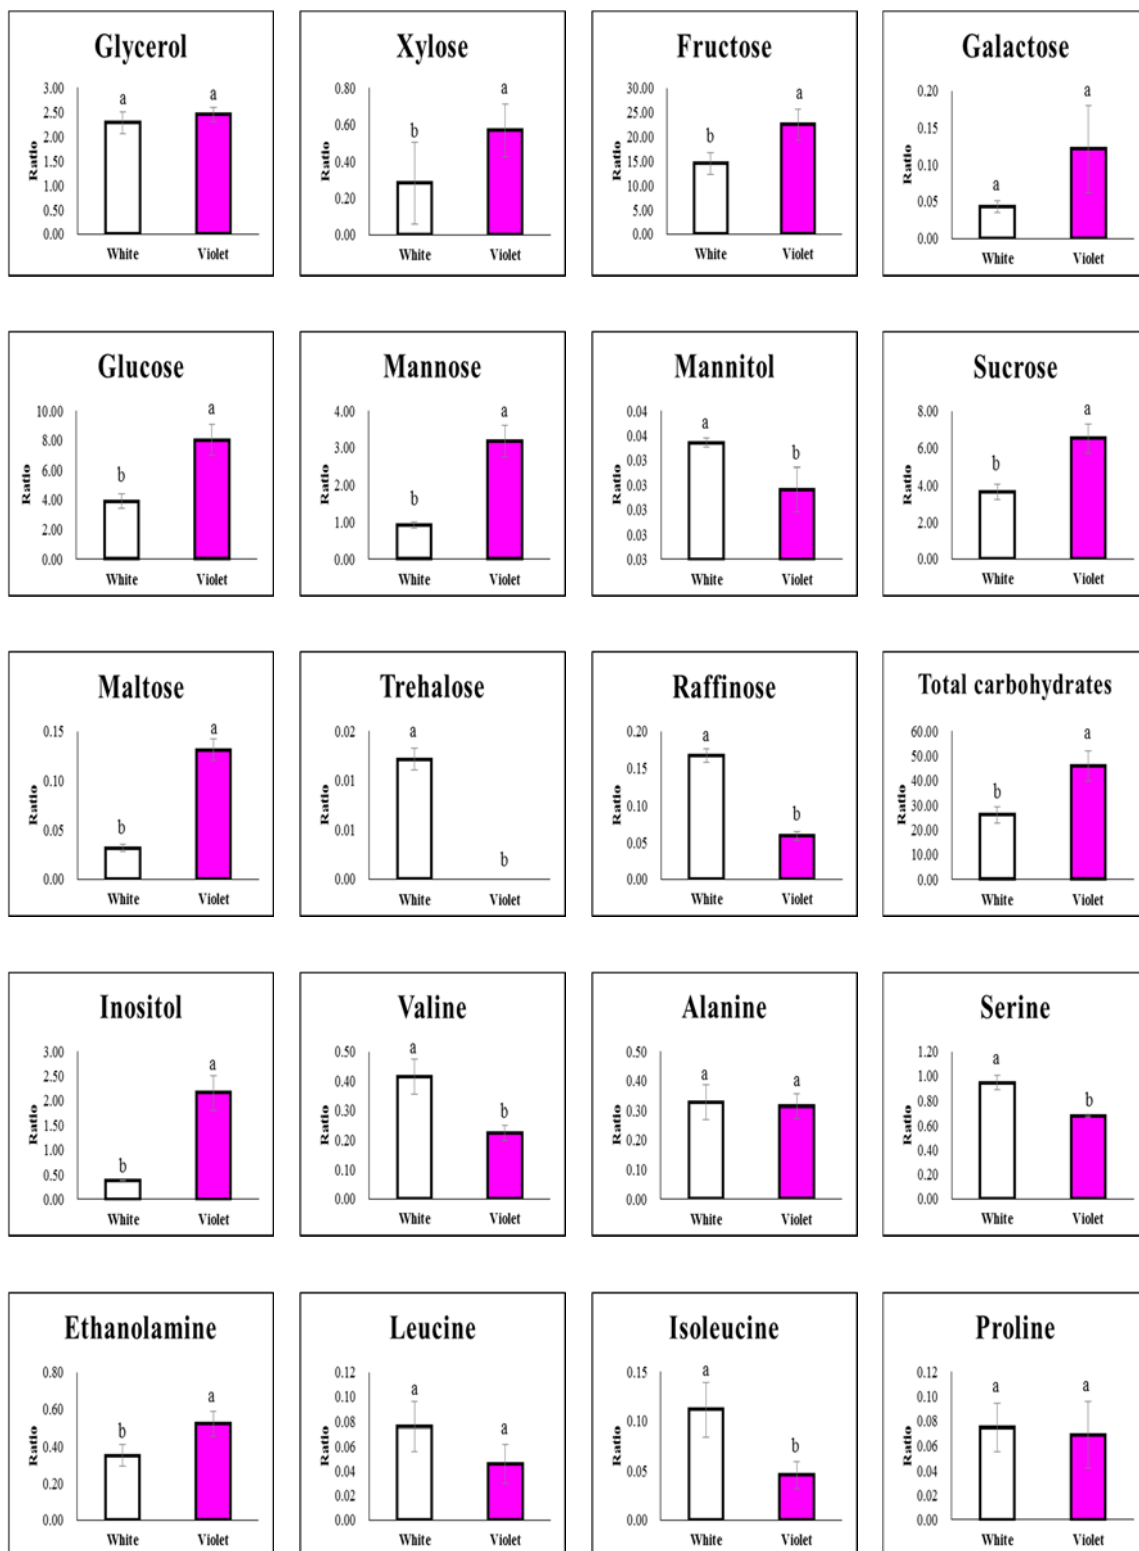 Glycerol
3.00
2.50
2.00
1.50
1.00
0.50
0.00
Ratio
a
a
White Violet
Xylose
0.80
0.60
0.40
0.20
0.00
Ratio
b
a
White Violet
Fructose
30.00
25.00
20.00
15.00
10.00
5.00
0.00
Ratio
b
a
White Violet
Galactose
0.20
0.15
0.10
0.05
0.00
Ratio
a
a
White Violet
Glucose
10.00
8.00
6.00
4.00
2.00
0.00
Ratio
b
a
White Violet
Mannose
4.00
3.00
2.00
1.00
0.00
Ratio
b
a
White Violet
Mannitol
0.04
0.04
0.03
0.03
0.03
0.03
0.03
Ratio
a
b
White Violet
Sucrose
8.00
6.00
4.00
2.00
0.00
Ratio
b
a
White Violet
Maltose
0.15
0.10
0.05
0.00
Ratio
b
a
White Violet
Trehalose
0.02
0.01
0.01
0.00
Ratio
a
b
White Violet
Raffinose
0.20
0.15
0.10
0.05
0.00
Ratio
a
b
White Violet
Total carbohydrates
60.00
50.00
40.00
30.00
20.00
10.00
0.00
Ratio
b
a
White Violet
Inositol
3.00
2.50
2.00
1.50
1.00
0.50
0.00
Ratio
b
a
White Violet
Valine
0.50
0.40
0.30
0.20
0.10
0.00
Ratio
a
b
White Violet
Alanine
0.50
0.40
0.30
0.20
0.10
0.00
Ratio
a
a
White Violet
Serine
1.20
1.00
0.80
0.60
0.40
0.20
0.00
Ratio
a
b
White Violet
Ethanolamine
0.80
0.60
0.40
0.20
0.00
Ratio
b
a
White Violet
Leucine
0.12
0.10
0.08
0.06
0.04
0.02
0.00
Ratio
a
a
White Violet
Isoleucine
0.15
0.10
0.05
0.00
Ratio
a
b
White Violet
Proline
0.12
0.10
0.08
0.06
0.04
0.02
0.00
Ratio
a
a
White Violet